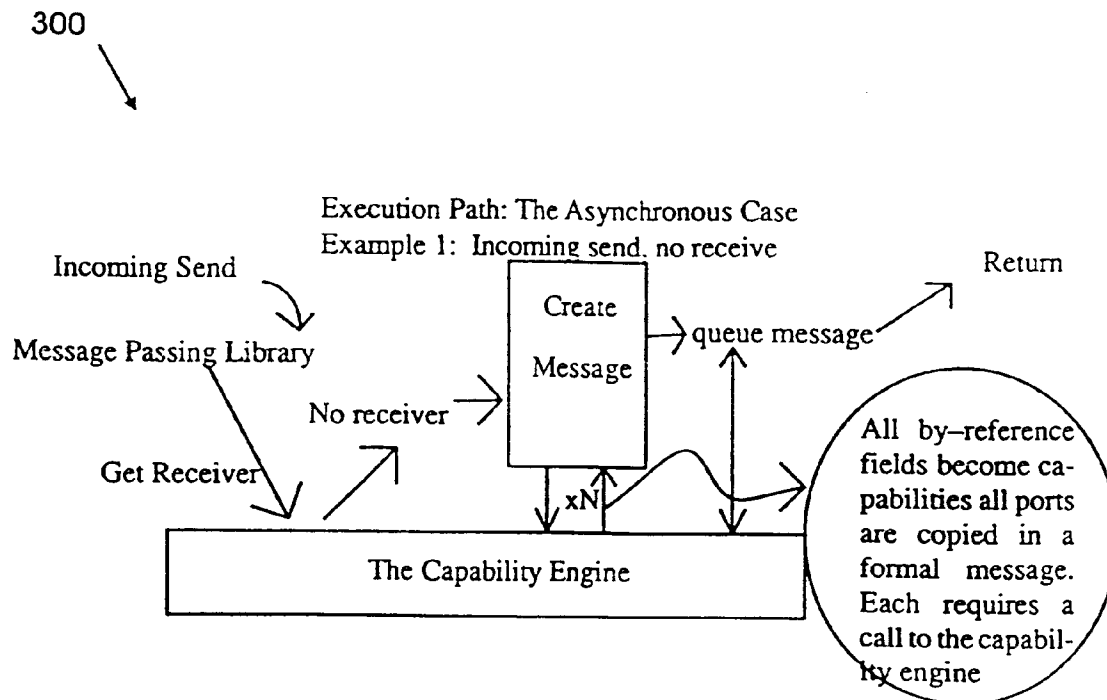 300
Execution Path: The Asynchronous Case
Example 1: Incoming send, no receive
Incoming Send
Return
Create
Message
queue message
Message Passing Library
No receiver
Get Receiver
xN
The Capability Engine
All by–reference
fields become ca-
pabilities all ports
are copied in a
formal message.
Each requires a
call to the capabil-
ity engine